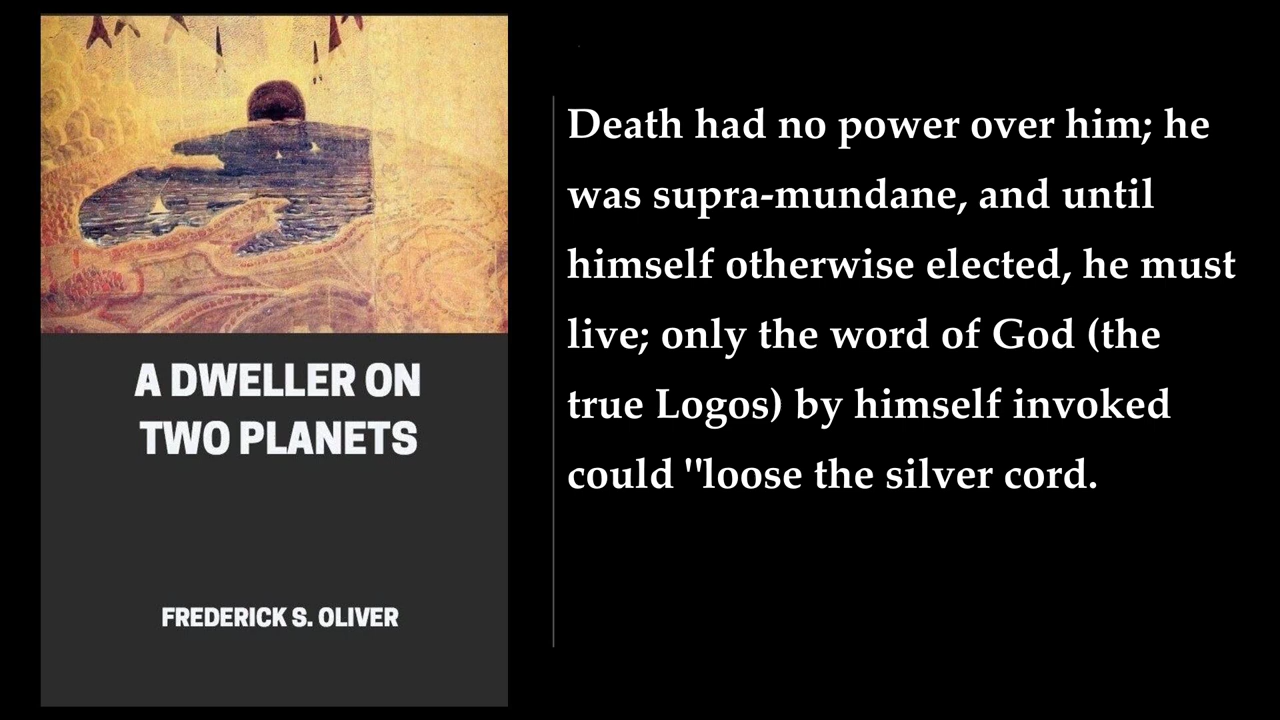 A DWELLER ON
TWO PLANETS
FREDERICK S. OLIVER
Death had no power over him; he
was supra-mundane, and until
himself otherwise elected, he must
live; only the word of God (the
true Logos) by himself invoked
could "loose the silver cord.